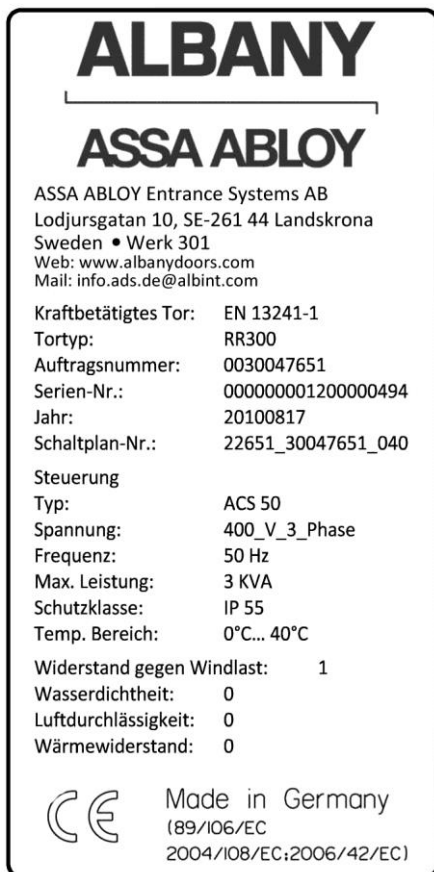 ALBANY
ASSA ABLOY
ASSA ABLOY Entrance Systems AB
Lodjursgatan 10, SE-261 44 Landskrona
Sweden • Werk 301
Web: www.albanydoors.com
Mail: info.ads.de@albint.com
Kraftbetätigtes Tor: EN 13241-1
Tortyp: RR300
Auftragsnummer: 0030047651
Serien-Nr.: 000000001200000494
Jahr: 20100817
Schaltplan-Nr.: 22651_30047651_040
Steuerung
Typ: ACS 50
Spannung: 400_V_3_Phase
Frequenz: 50 Hz
Max. Leistung: 3 KVA
Schutzklasse: IP 55
Temp. Bereich: 0°C... 40°C
Widerstand gegen Windlast: 1
Wasserdichtheit: 0
Luftdurchlässigkeit: 0
Wärmewiderstand: 0
CE Made in Germany
(89/106/EC
2004/108/EC;2006/42/EC)